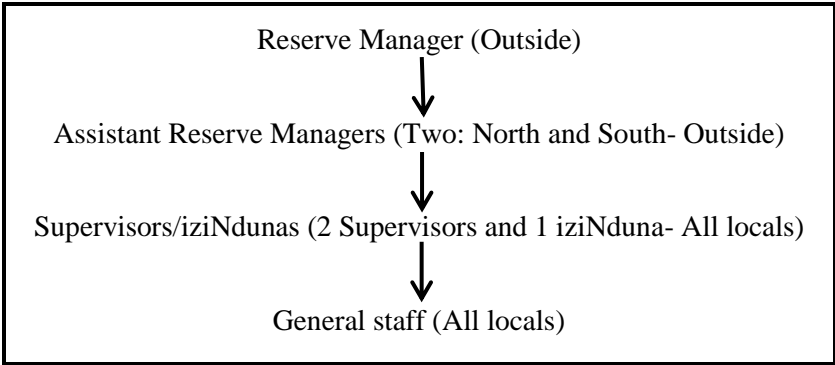 Reserve Manager (Outside)
Assistant Reserve Managers (Two: North and South- Outside)
Supervisors/iziNdunas (2 Supervisors and 1 iziNduna- All locals)
General staff (All locals)